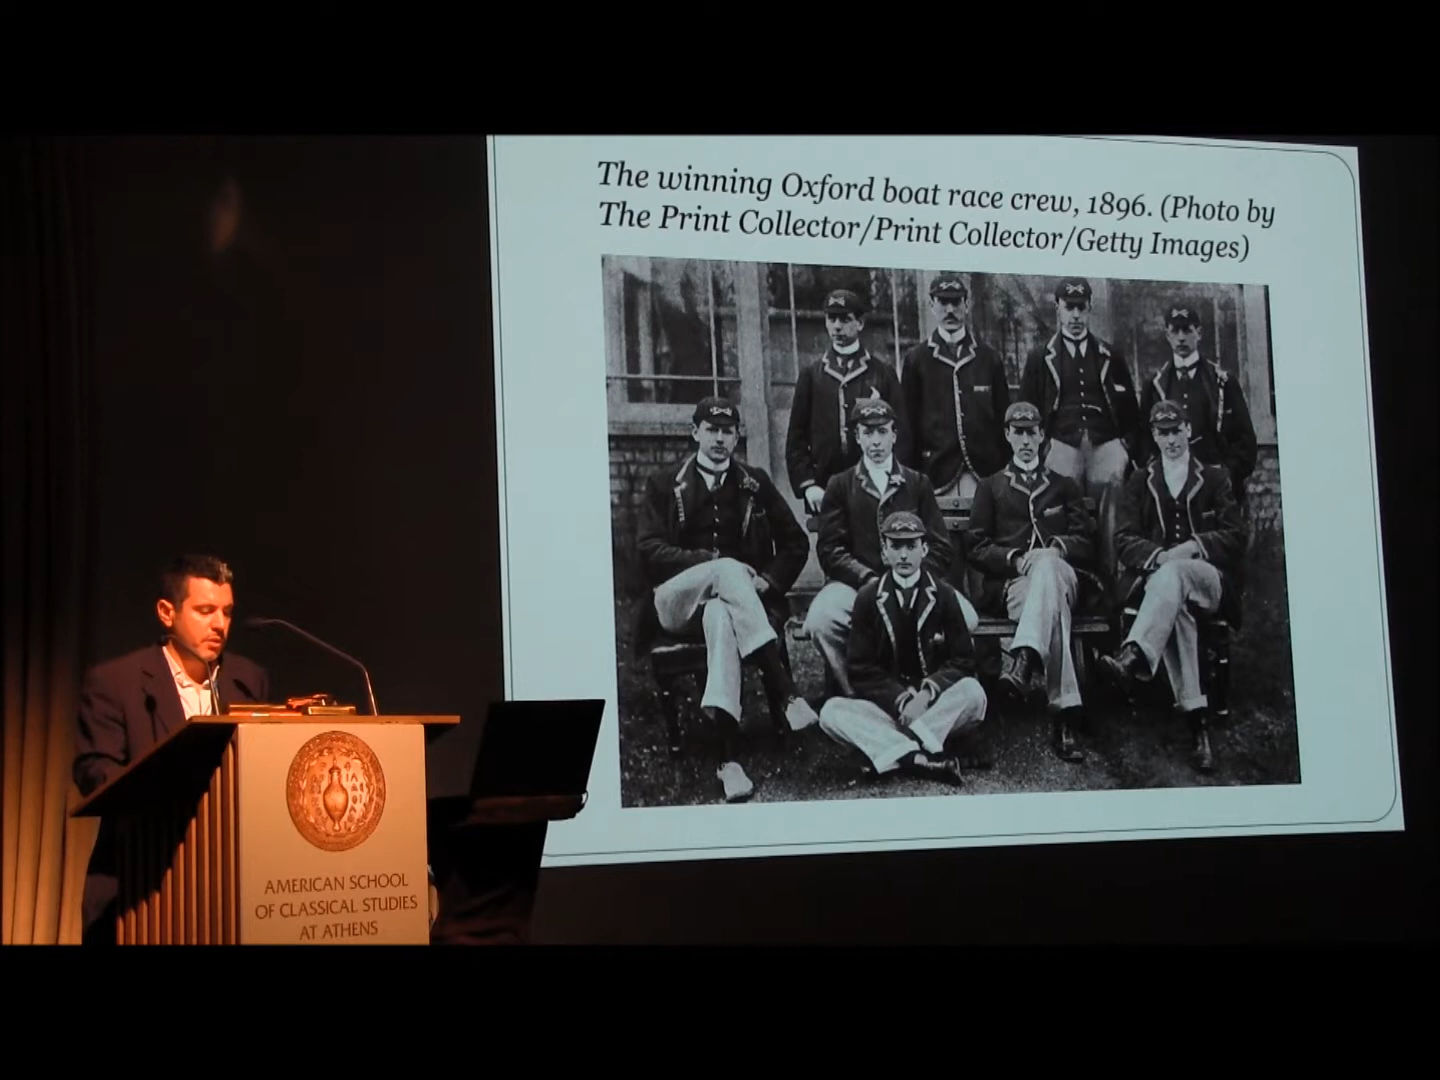 The winning Oxford boat race crew, 1896. (Photo by
The Print Collector/Print Collector/Getty Images)
AMERICAN SCHOOL
OF CLASSICAL STUDIES
AT ATHENS